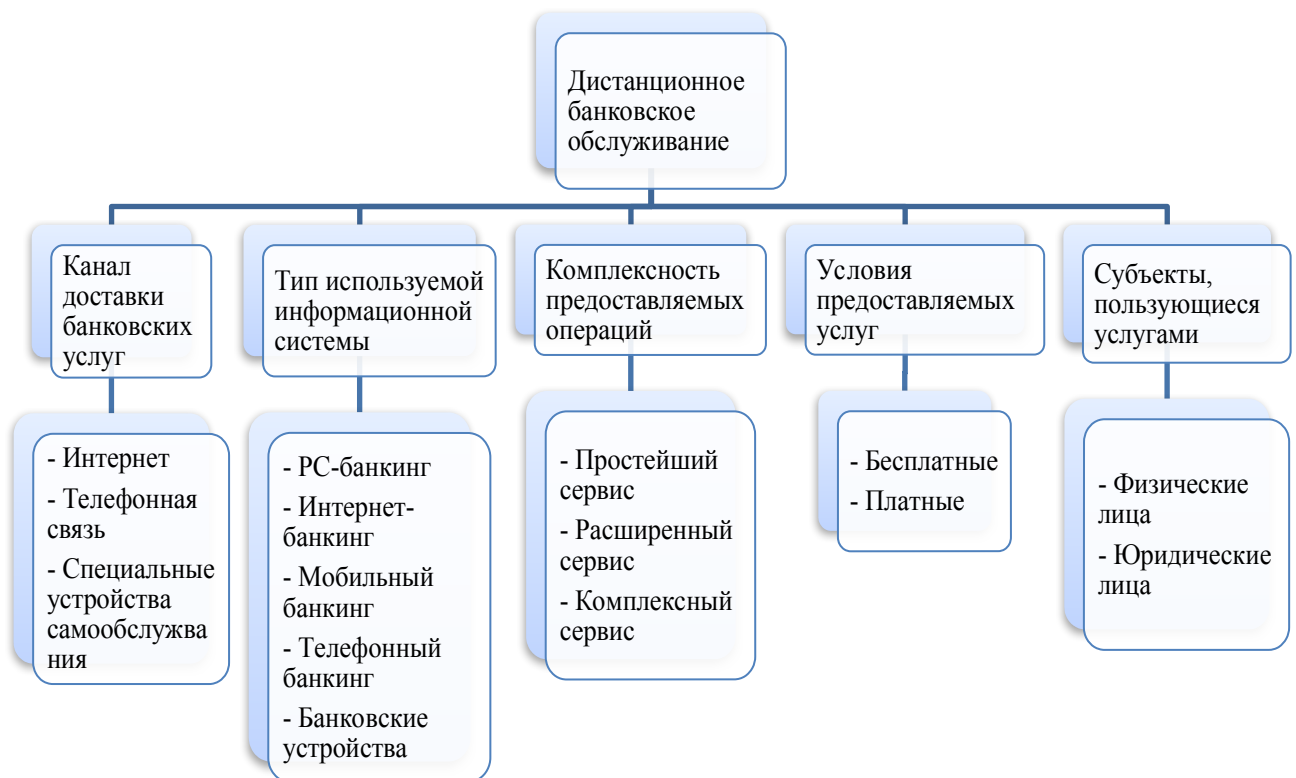 Дистанционное
банковское
обслуживание
Канал
доставки
банковских
услуг
Тип используемой
информационной
системы
Комплексность
предоставляемых
операций
Условия
предоставляемых
услуг
Субъекты,
пользующиеся
услугами
- Интернет
- Телефонная
связь
- Специальные
устройства
самообслужва
ния
- PC-банкинг
- Интернет-
банкинг
- Мобильный
банкинг
- Телефонный
банкинг
- Банковские
устройства
- Простейший
сервис
- Расширенный
сервис
- Комплексный
сервис
- Бесплатные
- Платные
- Физические
лица
- Юридические
лица